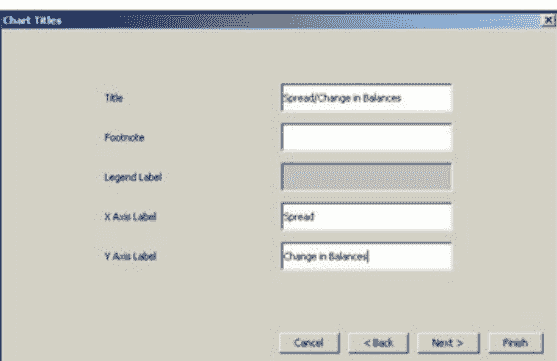 Chart Titles
Title
Spread/Change in Balances
Footnote
Legend Label
X Axis Label
Spread
Y Axis Label
Change in Balances
Cancel
< Back
Next >
Finish